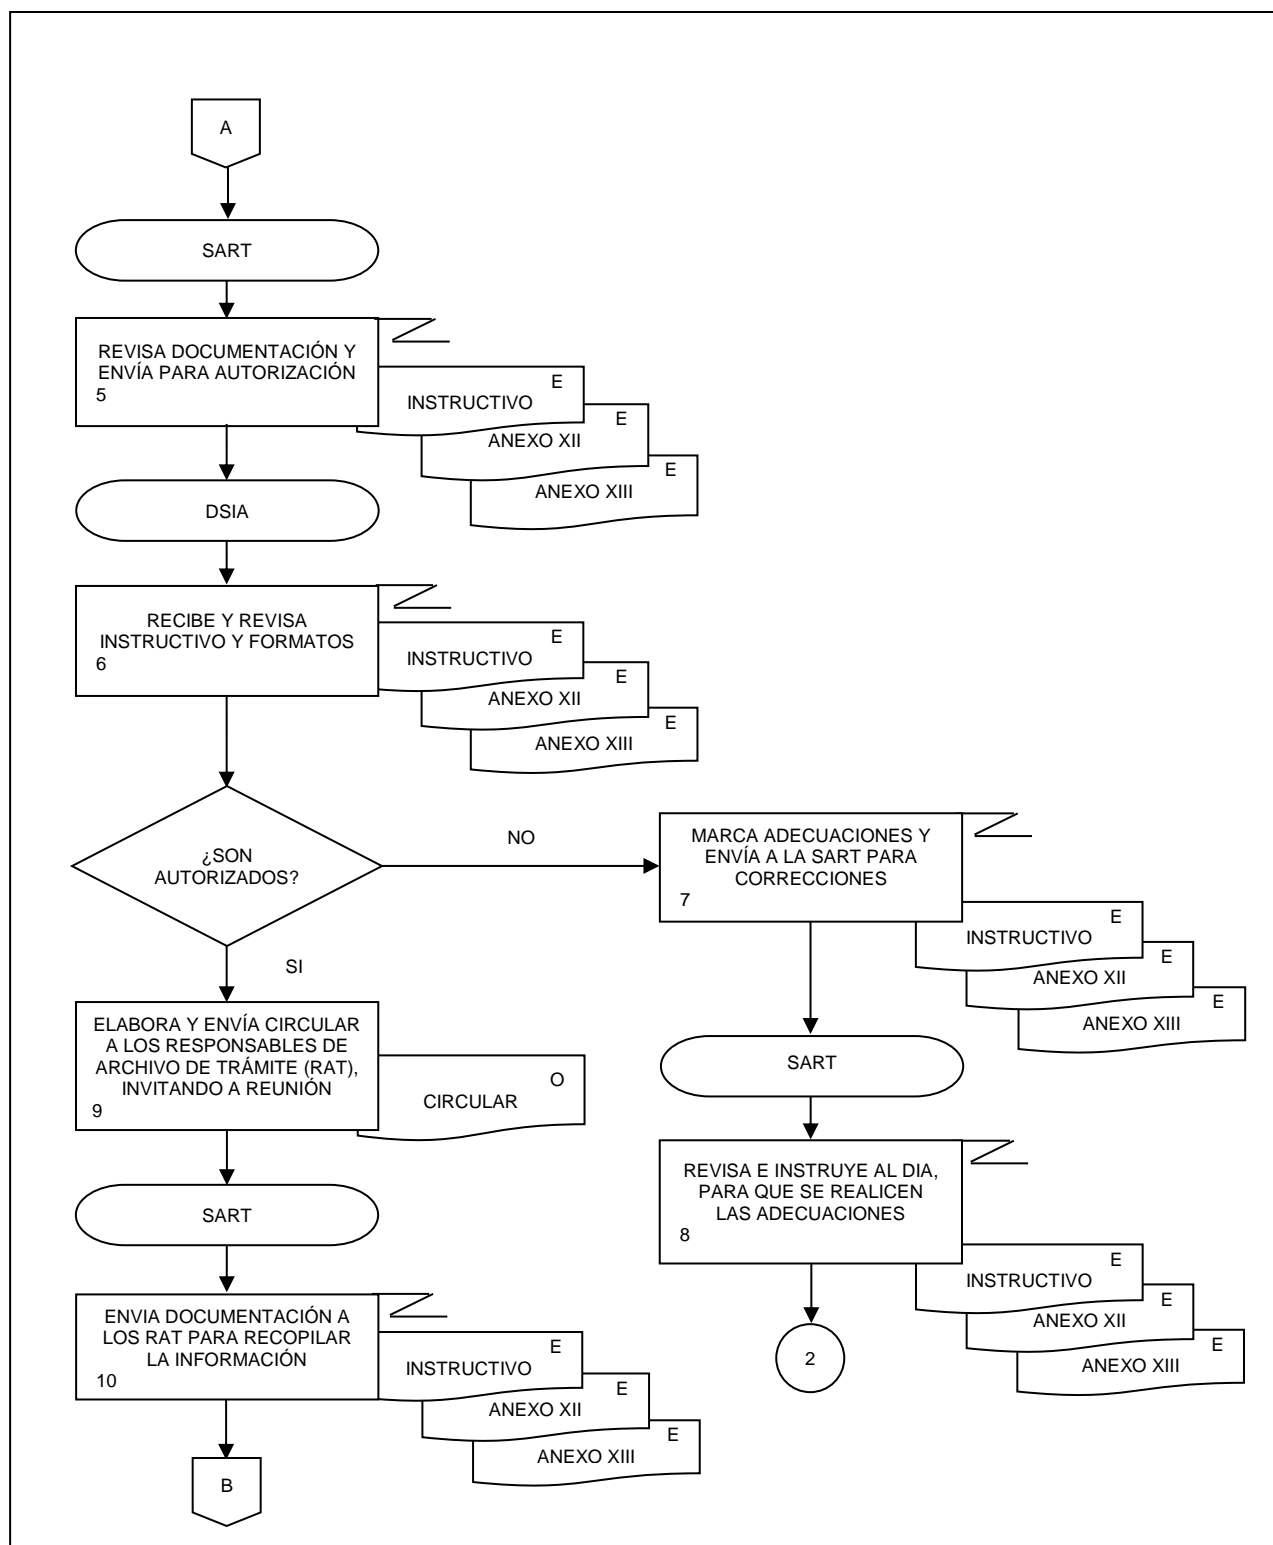 A
SART
REVISA DOCUMENTACIÓN Y
ENVÍA PARA AUTORIZACIÓN
5
E
INSTRUCTIVO
E
ANEXO XII
E
ANEXO XIII
DSIA
RECIBE Y REVISA
INSTRUCTIVO Y FORMATOS
6
E
INSTRUCTIVO
E
ANEXO XII
E
ANEXO XIII
¿SON
AUTORIZADOS?
NO
MARCA ADECUACIONES Y
ENVÍA A LA SART PARA
CORRECCIONES
7
E
INSTRUCTIVO
E
ANEXO XII
E
ANEXO XIII
SART
REVISA E INSTRUYE AL DIA,
PARA QUE SE REALICEN
LAS ADECUACIONES
8
E
INSTRUCTIVO
E
ANEXO XII
E
ANEXO XIII
2
SI
ELABORA Y ENVÍA CIRCULAR
A LOS RESPONSABLES DE
ARCHIVO DE TRÁMITE (RAT),
INVITANDO A REUNIÓN
9
O
CIRCULAR
SART
ENVIA DOCUMENTACIÓN A
LOS RAT PARA RECOPILAR
LA INFORMACIÓN
10
E
INSTRUCTIVO
E
ANEXO XII
E
ANEXO XIII
B